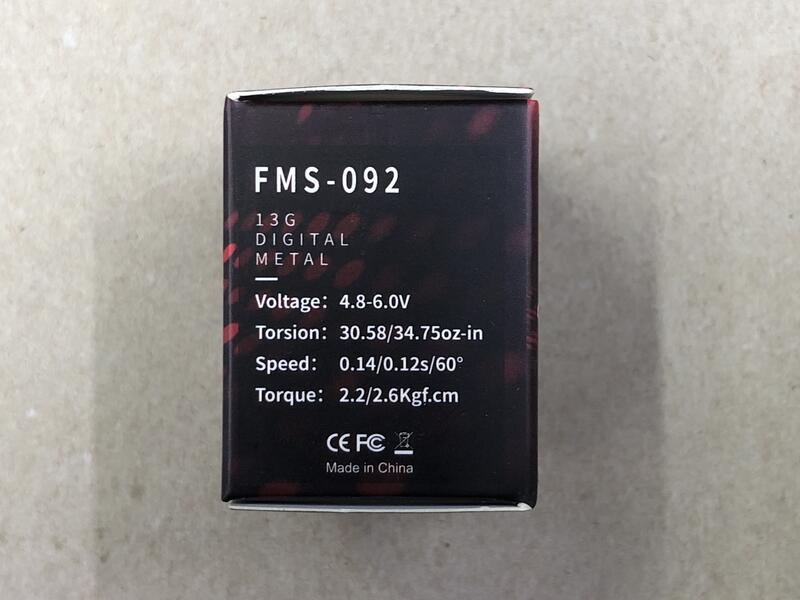 FMS-092
13G
DIGITAL
METAL
Voltage: 4.8-6.0V
Torsion: 30.58/34.75oz-in
Speed: 0.14/0.12s/60°
Torque: 2.2/2.6Kgf.cm
CE FC
Made in China